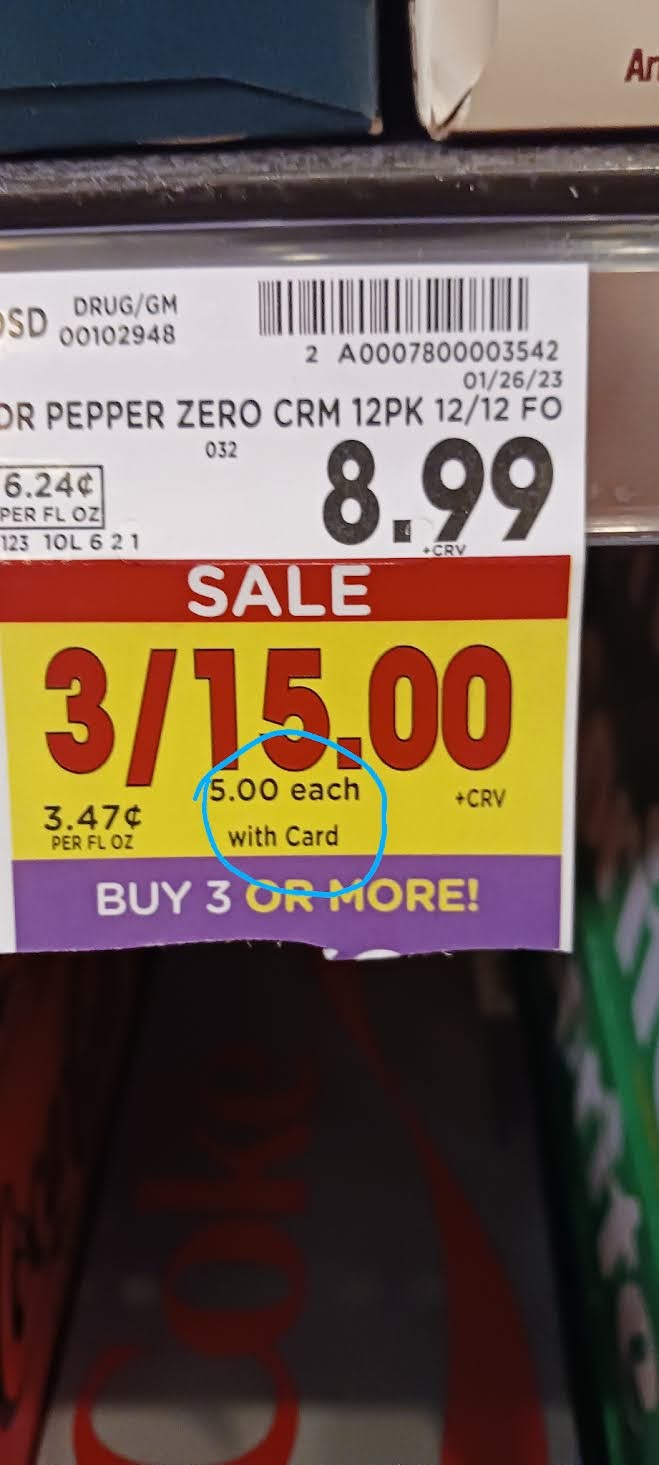 DSD DRUG/GM
00102948
2 A0007800003542
01/26/23
DR PEPPER ZERO CRM 12PK 12/12 FO
032
6.24¢
PER FL OZ
8.99
+CRV
123 10L 6 2 1
SALE
3/15.00
5.00 each
with Card
+CRV
3.47¢
PER FL OZ
BUY 3 OR MORE!
Coke